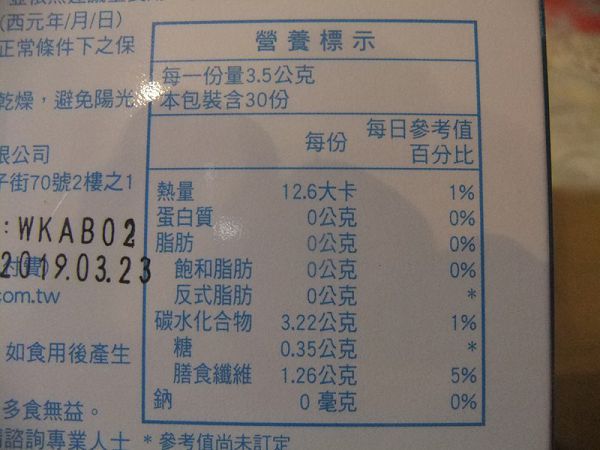 (西元年/月/日)
正常條件下之保
乾燥，避免陽光
限公司
子街70號2樓之1
:WKAB02
2019.03.23
付費)
com.tw
如食用後產生
多食無益。
請諮詢專業人士
營養標示
每一份量3.5公克
本包裝含30份
每份 每日參考值
百分比
熱量 12.6大卡 1%
蛋白質 0公克 0%
脂肪 0公克 0%
飽和脂肪 0公克 0%
反式脂肪 0公克 *
碳水化合物 3.22公克 1%
糖 0.35公克 *
膳食纖維 1.26公克 5%
鈉 0 毫克 0%
* 參考值尚未訂定